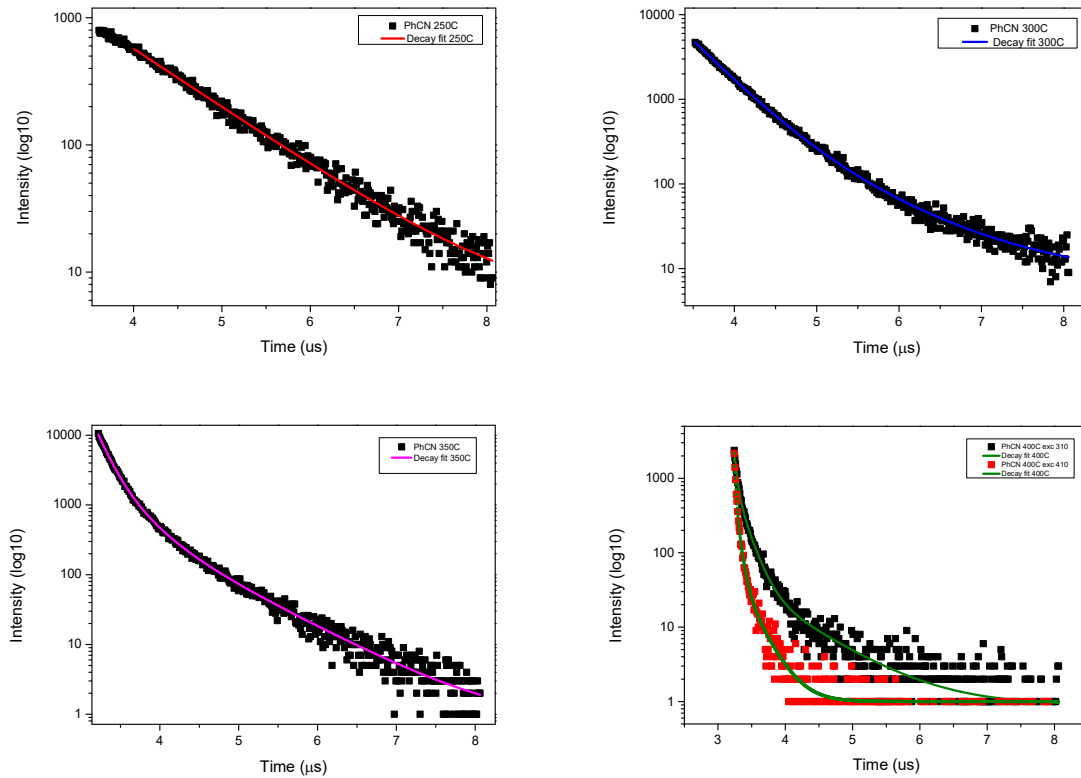 1000
100
10
4
5
6
7
8
Intensity (log10)
Time (us)
PhCN 250C
Decay fit 250C
10000
1000
100
10
4
5
6
7
8
Intensity (log10)
Time (μs)
PhCN 300C
Decay fit 300C
10000
1000
100
10
1
4
5
6
7
8
Intensity (log10)
Time (μs)
PhCN 350C
Decay fit 350C
1000
100
10
1
3
4
5
6
7
8
Intensity (log10)
Time (μs)
PhCN 400C exc 310
Decay fit 400C
PhCN 400C exc 410
Decay fit 400C